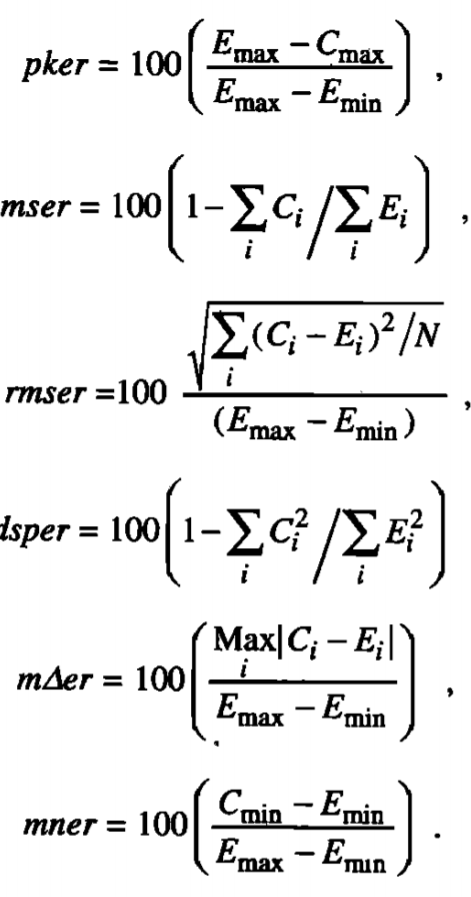 pker = 100( (E_max − C_max) / (E_max − E_min) ) ,
mser = 100( 1 − ∑_i C_i / ∑_i E_i ) ,
rmser =100 √(∑_i (C_i − E_i)² /N) / (E_max − E_min) ,
dsper = 100( 1 − ∑_i C_i² / ∑_i E_i² )
mΔer = 100( Max_i |C_i − E_i| / (E_max − E_min) ) ,
mner = 100( (C_min − E_min) / (E_max − E_min) ) .